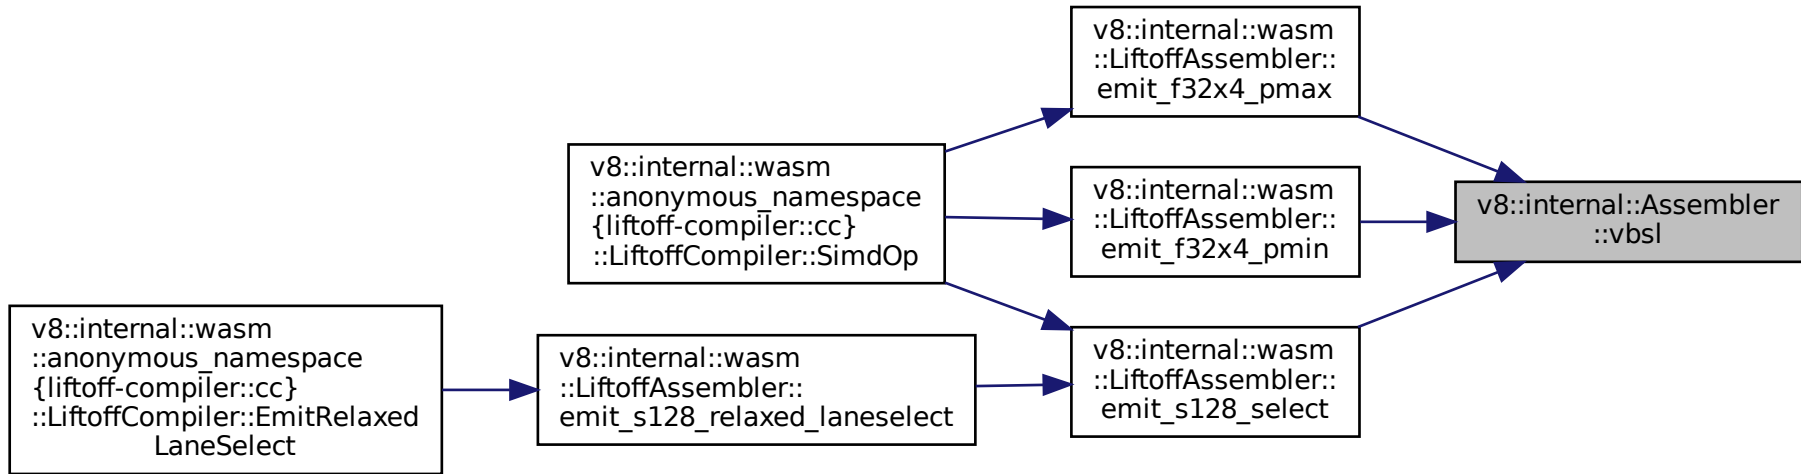 v8::internal::wasm
::LiftoffAssembler::
emit_f32x4_pmax
v8::internal::wasm
::anonymous_namespace
{liftoff-compiler::cc}
::LiftoffCompiler::SimdOp
v8::internal::wasm
::LiftoffAssembler::
emit_f32x4_pmin
v8::internal::Assembler
::vbsl
v8::internal::wasm
::anonymous_namespace
{liftoff-compiler::cc}
::LiftoffCompiler::EmitRelaxed
LaneSelect
v8::internal::wasm
::LiftoffAssembler::
emit_s128_relaxed_laneselect
v8::internal::wasm
::LiftoffAssembler::
emit_s128_select